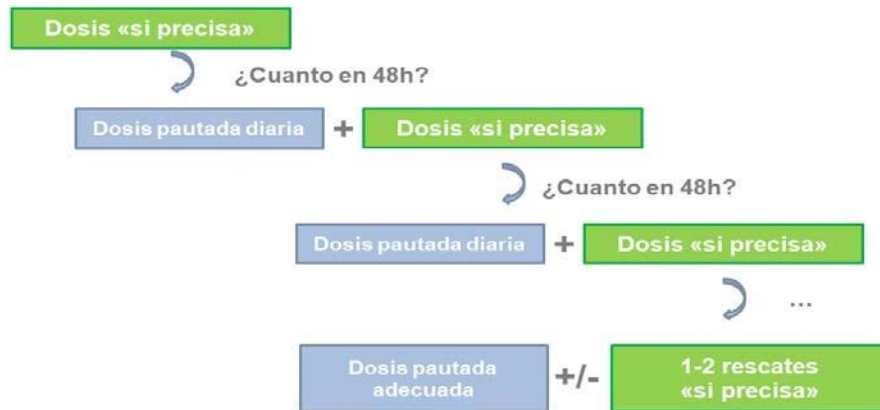 Dosis «si precisa»
¿Cuanto en 48h?
Dosis pautada diaria + Dosis «si precisa»
¿Cuanto en 48h?
Dosis pautada diaria + Dosis «si precisa»
...
Dosis pautada
adecuada
+/-
1-2 rescates
«si precisa»